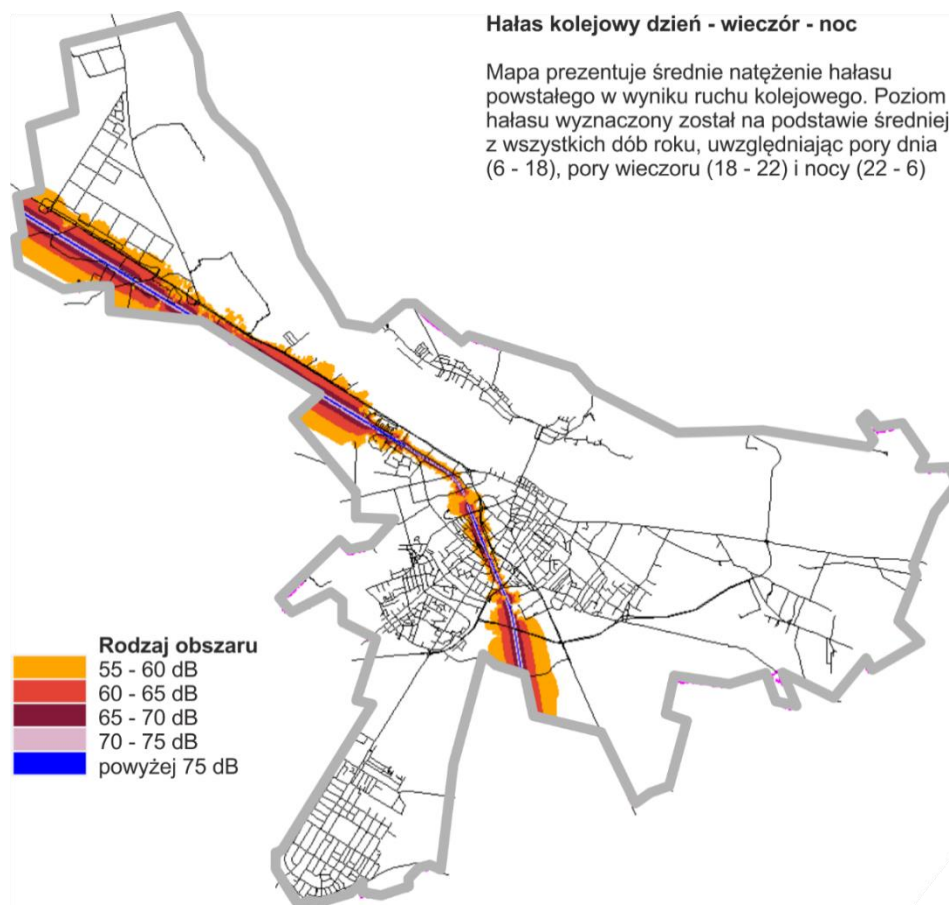 Hałas kolejowy dzień - wieczór - noc
Mapa prezentuje średnie natężenie hałasu
powstałego w wyniku ruchu kolejowego. Poziom
hałasu wyznaczony został na podstawie średniej
z wszystkich dób roku, uwzględniając pory dnia
(6 - 18), pory wieczoru (18 - 22) i nocy (22 - 6)
Rodzaj obszaru
55 - 60 dB
60 - 65 dB
65 - 70 dB
70 - 75 dB
powyżej 75 dB